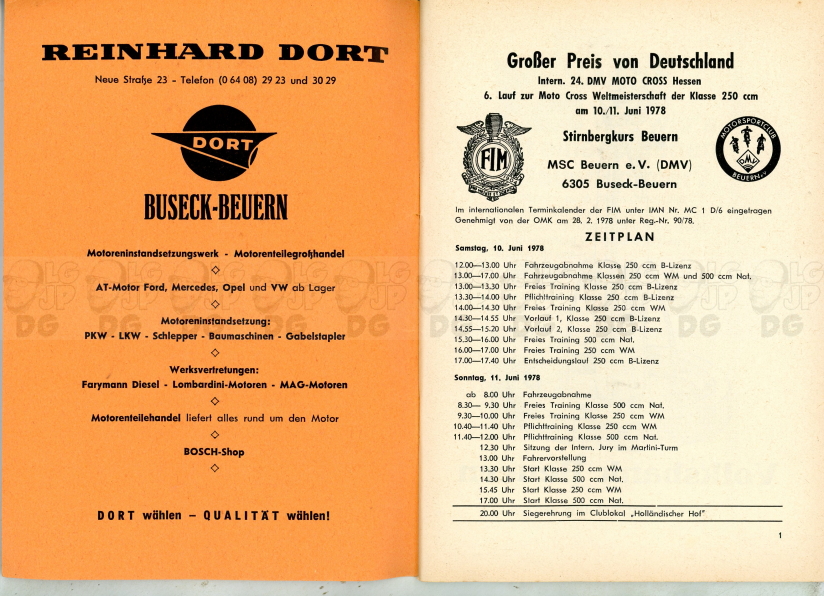 REINHARD DORT
Neue Straße 23 - Telefon (0 64 08) 29 23 und 30 29
DORT
BUSECK-BEUERN
Motoreninstandsetzungswerk - Motorenteilegroßhandel
AT-Motor Ford, Mercedes, Opel und VW ab Lager
Motoreninstandsetzung:
PKW - LKW - Schlepper - Baumaschinen - Gabelstapler
Werksvertretungen:
Farymann Diesel - Lombardini-Motoren - MAG-Motoren
Motorenteilehandel liefert alles rund um den Motor
BOSCH-Shop
DORT wählen – QUALITÄT wählen!
Großer Preis von Deutschland
Intern. 24. DMV MOTO CROSS Hessen
6. Lauf zur Moto Cross Weltmeisterschaft der Klasse 250 ccm
am 10./11. Juni 1978
FIM
Stirnbergkurs Beuern
MSC Beuern e. V. (DMV)
6305 Buseck-Beuern
MOTORSPORTCLUB
DMV
BEUERN e.V.
Im internationalen Terminkalender der FIM unter IMN Nr. MC 1 D/6 eingetragen
Genehmigt von der OMK am 28. 2. 1978 unter Reg.-Nr. 90/78.
ZEITPLAN
Samstag, 10. Juni 1978
12.00—13.00 Uhr Fahrzeugabnahme Klasse 250 ccm B-Lizenz
13.00—17.00 Uhr Fahrzeugabnahme Klassen 250 ccm WM und 500 ccm Nat.
13.00—13.30 Uhr Freies Training Klasse 250 ccm B-Lizenz
13.30—14.00 Uhr Pflichttraining Klasse 250 ccm B-Lizenz
14.00—14.30 Uhr Freies Training Klasse 250 ccm WM
14.30—14.55 Uhr Vorlauf 1, Klasse 250 ccm B-Lizenz
14.55—15.20 Uhr Vorlauf 2, Klasse 250 ccm B-Lizenz
15.30—16.00 Uhr Freies Training 500 ccm Nat.
16.00—17.00 Uhr Freies Training 250 ccm WM
17.00—17.40 Uhr Entscheidungslauf 250 ccm B-Lizenz
Sonntag, 11. Juni 1978
ab 8.00 Uhr Fahrzeugabnahme
8.30— 9.30 Uhr Freies Training Klasse 500 ccm Nat.
9.30—10.00 Uhr Freies Training Klasse 250 ccm WM
10.40—11.40 Uhr Pflichttraining Klasse 250 ccm WM
11.40—12.00 Uhr Pflichttraining Klasse 500 ccm Nat.
12.30 Uhr Sitzung der Intern. Jury im Martini-Turm
13.00 Uhr Fahrervorstellung
13.30 Uhr Start Klasse 250 ccm WM
14.30 Uhr Start Klasse 500 ccm Nat.
15.45 Uhr Start Klasse 250 ccm WM
17.00 Uhr Start Klasse 500 ccm Nat.
20.00 Uhr Siegerehrung im Clublokal „Holländischer Hof"
1